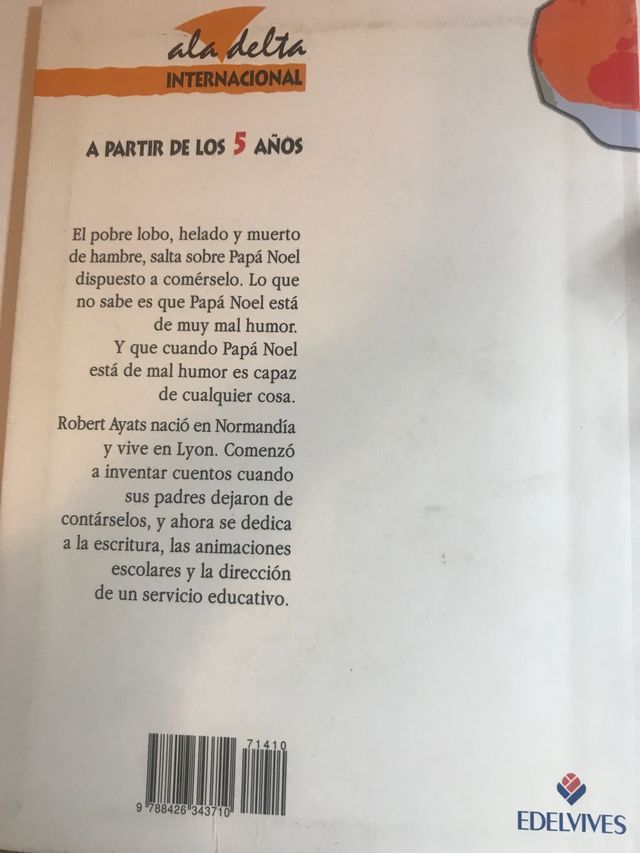 ala delta
INTERNACIONAL
A PARTIR DE LOS 5 AÑOS
El pobre lobo, helado y muerto
de hambre, salta sobre Papá Noel
dispuesto a comérselo. Lo que
no sabe es que Papá Noel está
de muy mal humor.
Y que cuando Papá Noel
está de mal humor es capaz
de cualquier cosa.
Robert Ayats nació en Normandía
y vive en Lyon. Comenzó
a inventar cuentos cuando
sus padres dejaron de
contárselos, y ahora se dedica
a la escritura, las animaciones
escolares y la dirección
de un servicio educativo.
71410
9 788426 343710
EDELVIVES